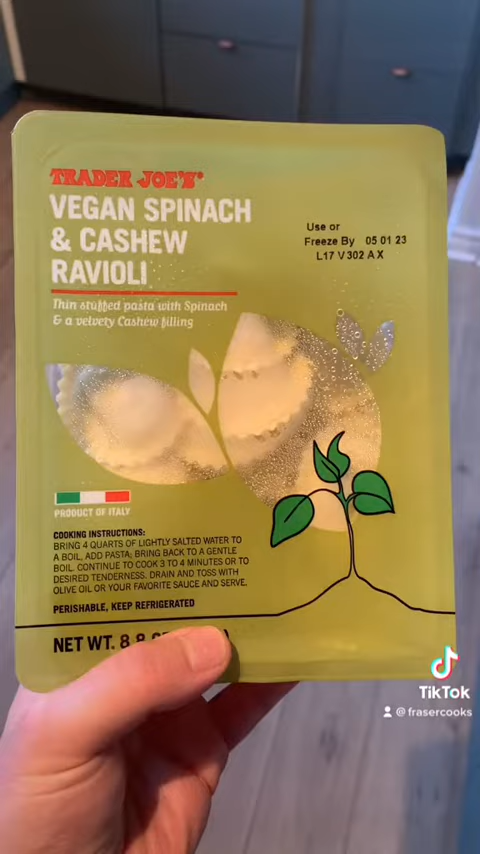 TRADER JOE'S
VEGAN SPINACH
& CASHEW
RAVIOLI
Thin stuffed pasta with Spinach
& a velvety Cashew filling
Use or
Freeze By 05 01 23
L17 V 302 A X
PRODUCT OF ITALY
COOKING INSTRUCTIONS:
BRING 4 QUARTS OF LIGHTLY SALTED WATER TO
A BOIL, ADD PASTA; BRING BACK TO A GENTLE
BOIL. CONTINUE TO COOK 3 TO 4 MINUTES OR TO
DESIRED TENDERNESS. DRAIN AND TOSS WITH
OLIVE OIL OR YOUR FAVORITE SAUCE AND SERVE.
PERISHABLE, KEEP REFRIGERATED
NET WT. 8.8
TikTok
@frasercooks